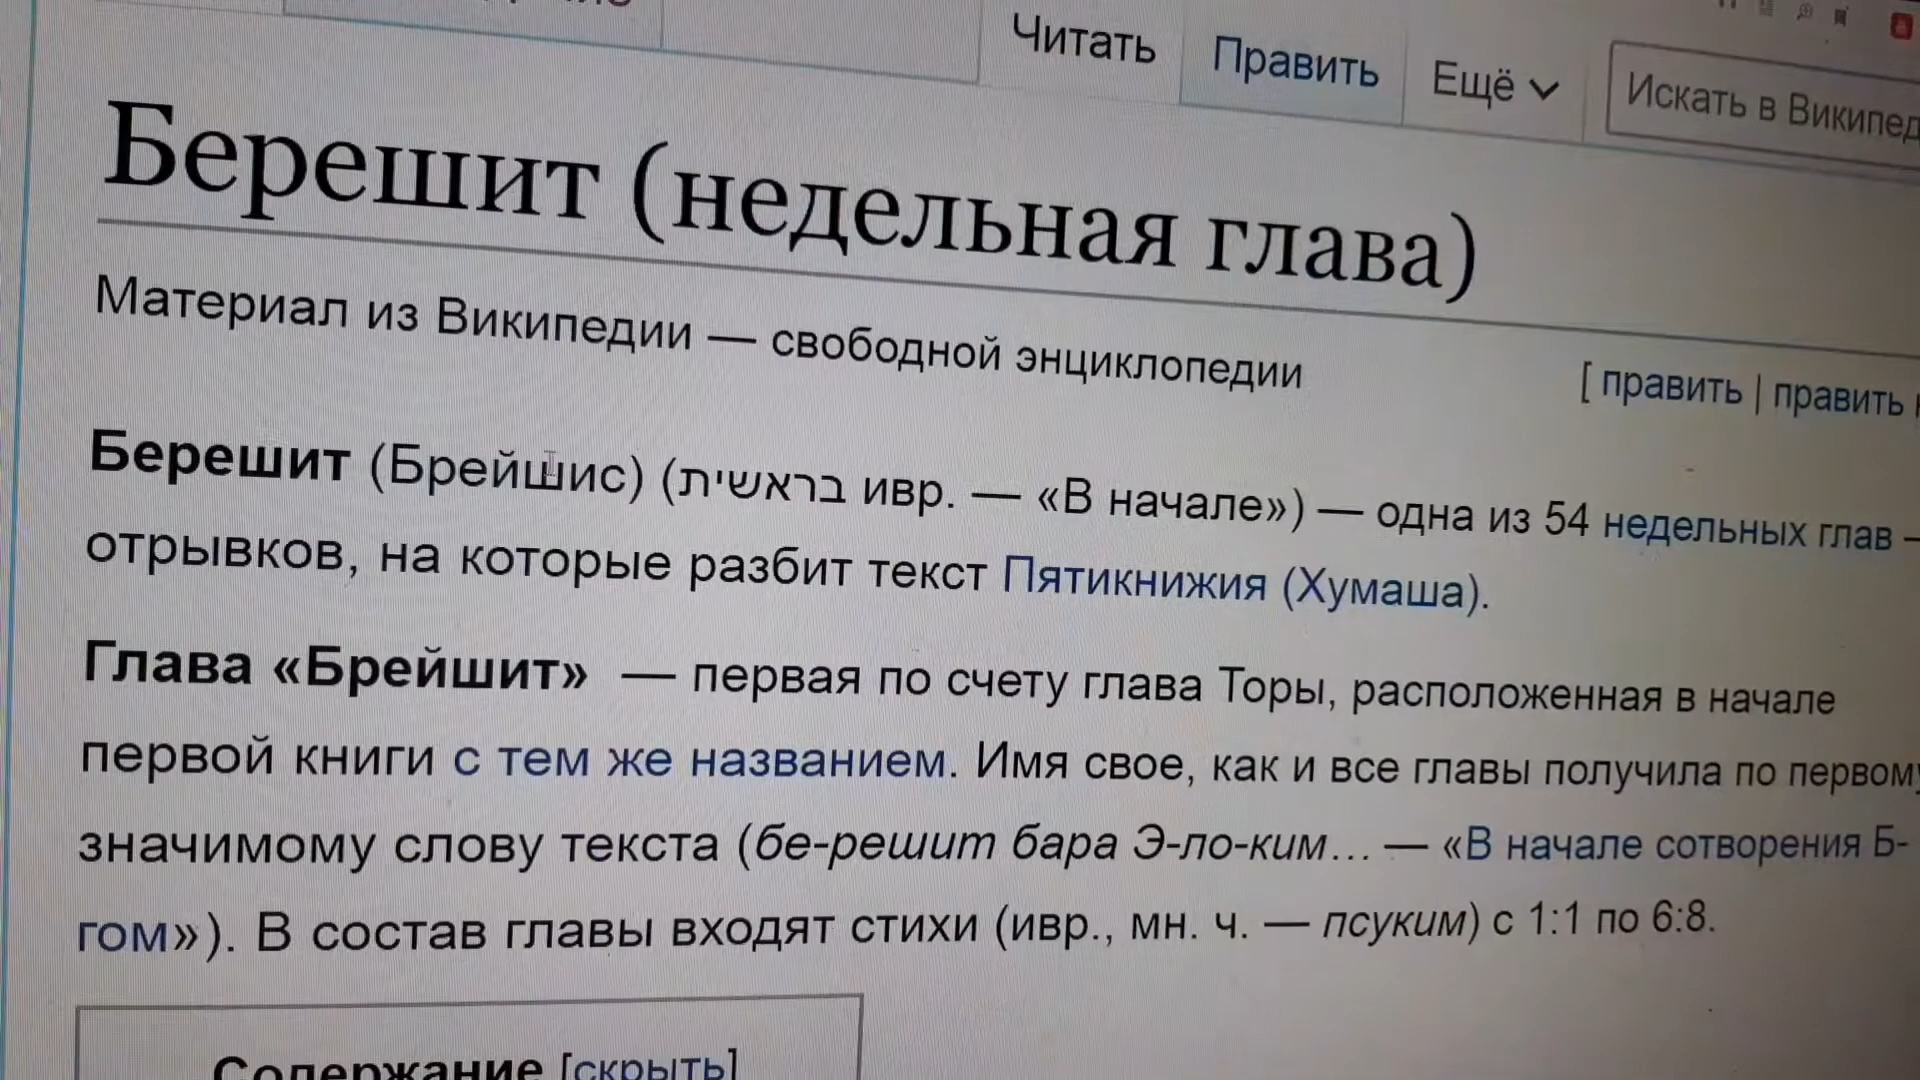 Читать Править Ещё
Берешит (недельная глава)
Материал из Википедии — свободной энциклопедии
[ править | править
Берешит (Брейшис) (בראשית ивр. — «В начале») — одна из 54 недельных глав —
отрывков, на которые разбит текст Пятикнижия (Хумаша).
Глава «Брейшит» — первая по счету глава Торы, расположенная в начале
первой книги с тем же названием. Имя свое, как и все главы получила по первому
значимому слову текста (бе-решит бара Э-ло-ким… — «В начале сотворения Б-
гом»). В состав главы входят стихи (ивр., мн. ч. — псуким) с 1:1 по 6:8.
Содержание [скрыть]
Искать в Википед